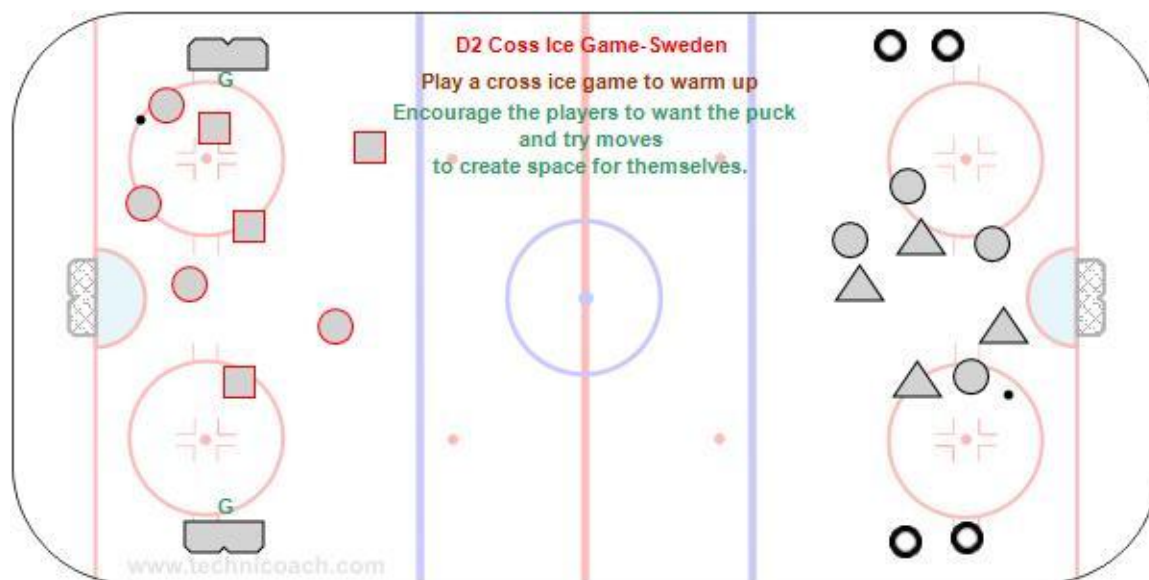 D2 Coss Ice Game-Sweden
Play a cross ice game to warm up
Encourage the players to want the puck
and try moves
to create space for themselves.
G
G
www.technicoach.com